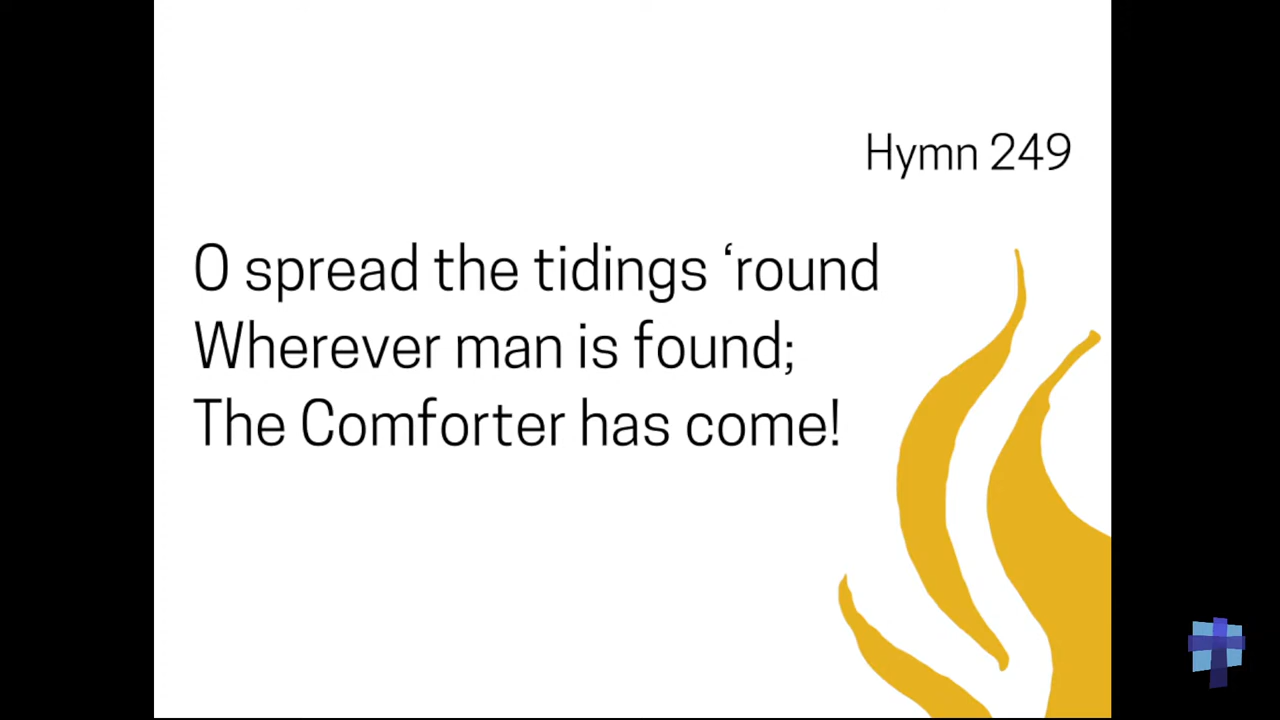 Hymn 249
O spread the tidings ‘round
Wherever man is found;
The Comforter has come!